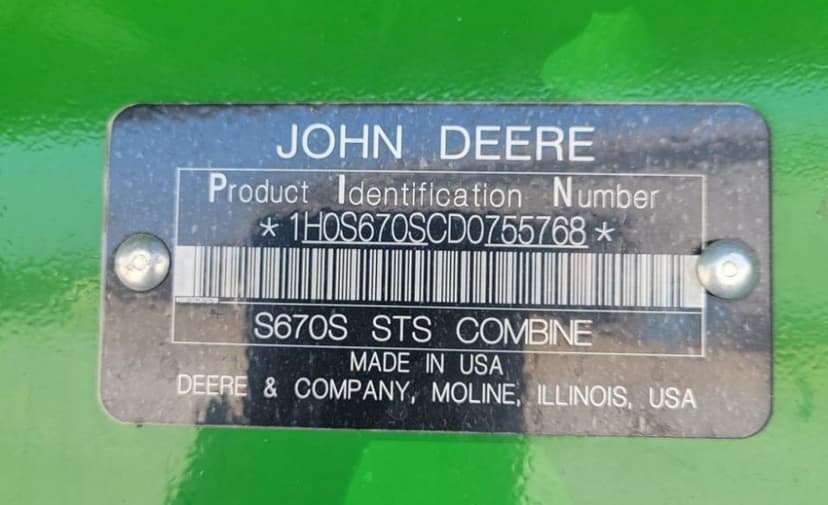 JOHN DEERE
Product Identification Number
*1H0S670SCD0755768*
S670S STS COMBINE
MADE IN USA
DEERE & COMPANY, MOLINE, ILLINOIS, USA